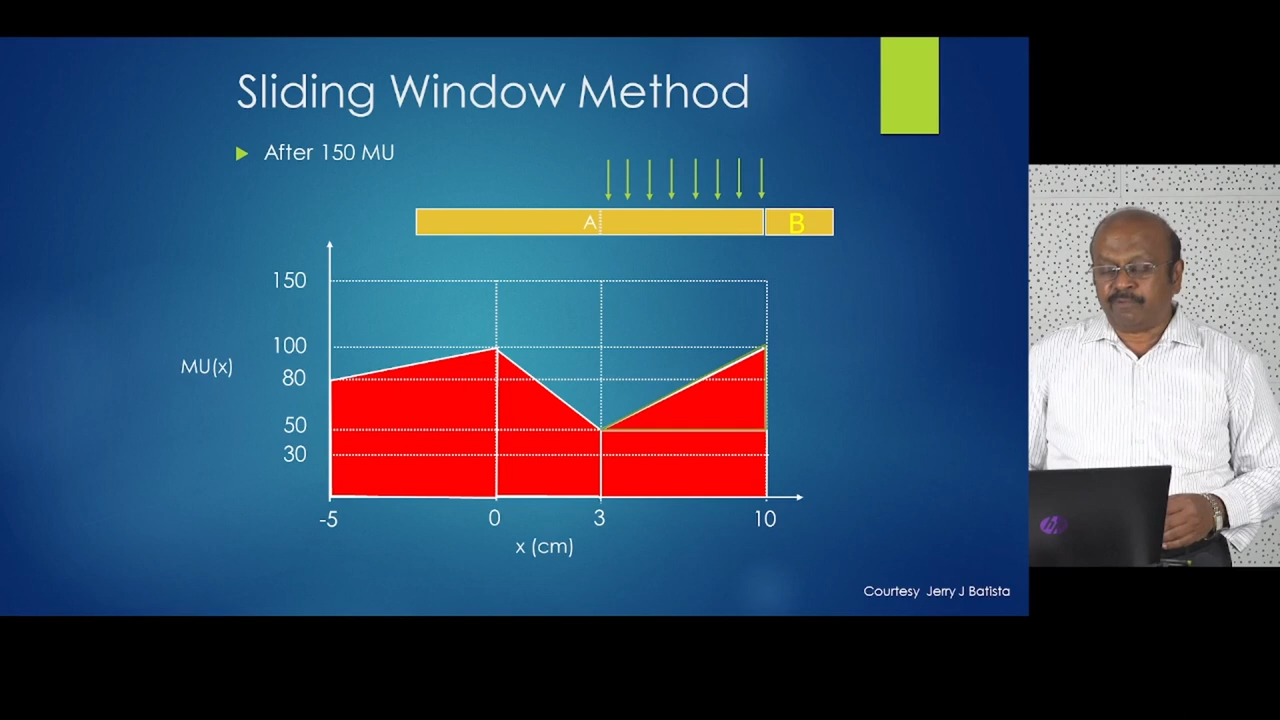 Sliding Window Method
After 150 MU
A
B
150
100
MU(x)
80
50
30
-5
0
3
10
x (cm)
Courtesy Jerry J Batista
hp